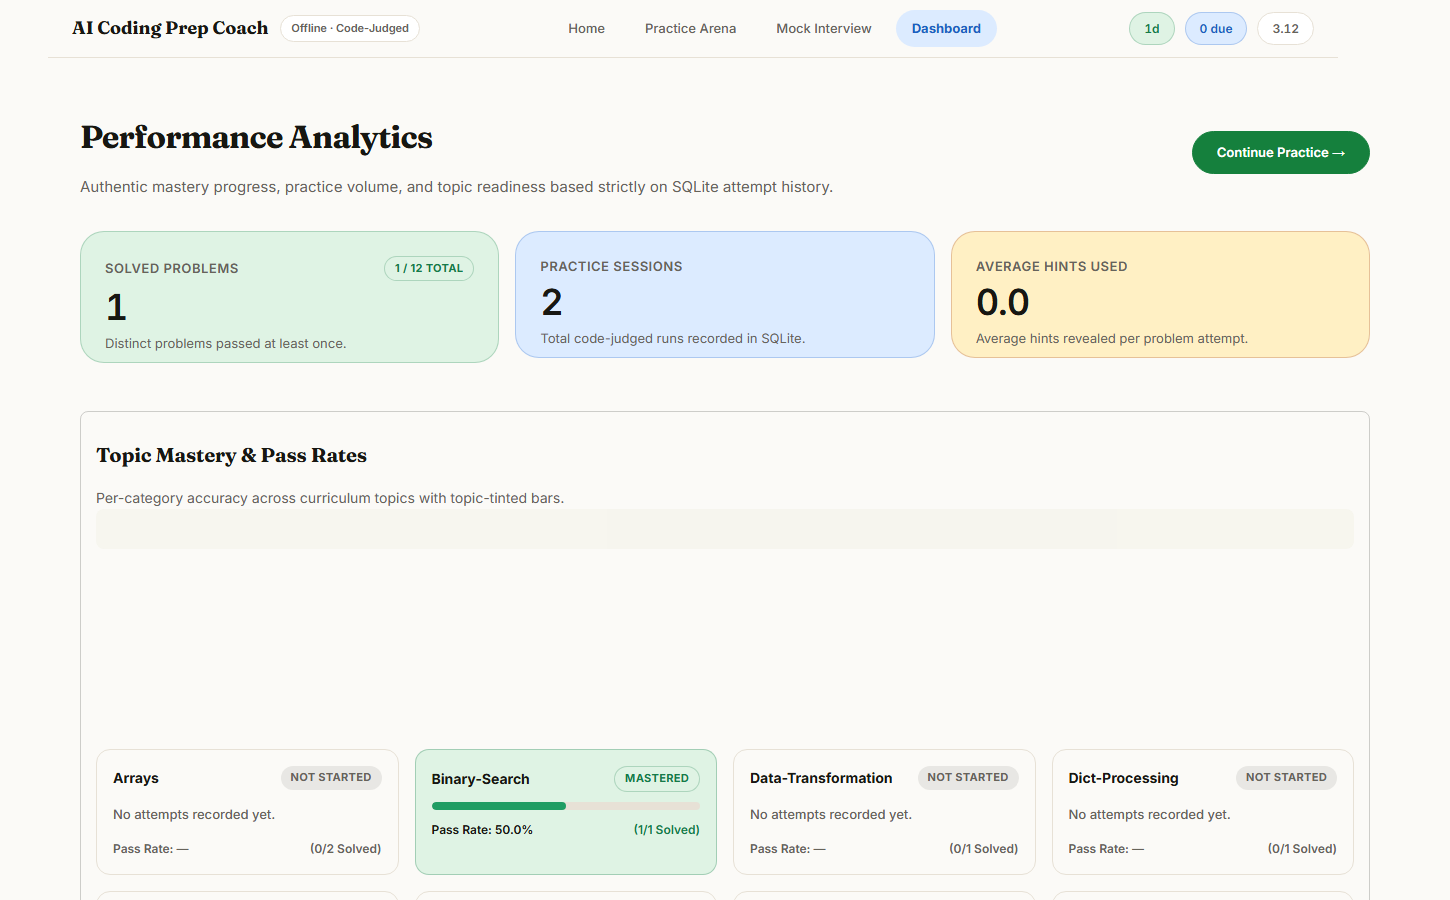 AI Coding Prep Coach
Offline · Code-Judged
Home
Practice Arena
Mock Interview
Dashboard
1d
0 due
3.12
Performance Analytics
Continue Practice →
Authentic mastery progress, practice volume, and topic readiness based strictly on SQLite attempt history.
SOLVED PROBLEMS
1 / 12 TOTAL
1
Distinct problems passed at least once.
PRACTICE SESSIONS
2
Total code-judged runs recorded in SQLite.
AVERAGE HINTS USED
0.0
Average hints revealed per problem attempt.
Topic Mastery & Pass Rates
Per-category accuracy across curriculum topics with topic-tinted bars.
Arrays
NOT STARTED
No attempts recorded yet.
Pass Rate: —
(0/2 Solved)
Binary-Search
MASTERED
Pass Rate: 50.0%
(1/1 Solved)
Data-Transformation
NOT STARTED
No attempts recorded yet.
Pass Rate: —
(0/1 Solved)
Dict-Processing
NOT STARTED
No attempts recorded yet.
Pass Rate: —
(0/1 Solved)